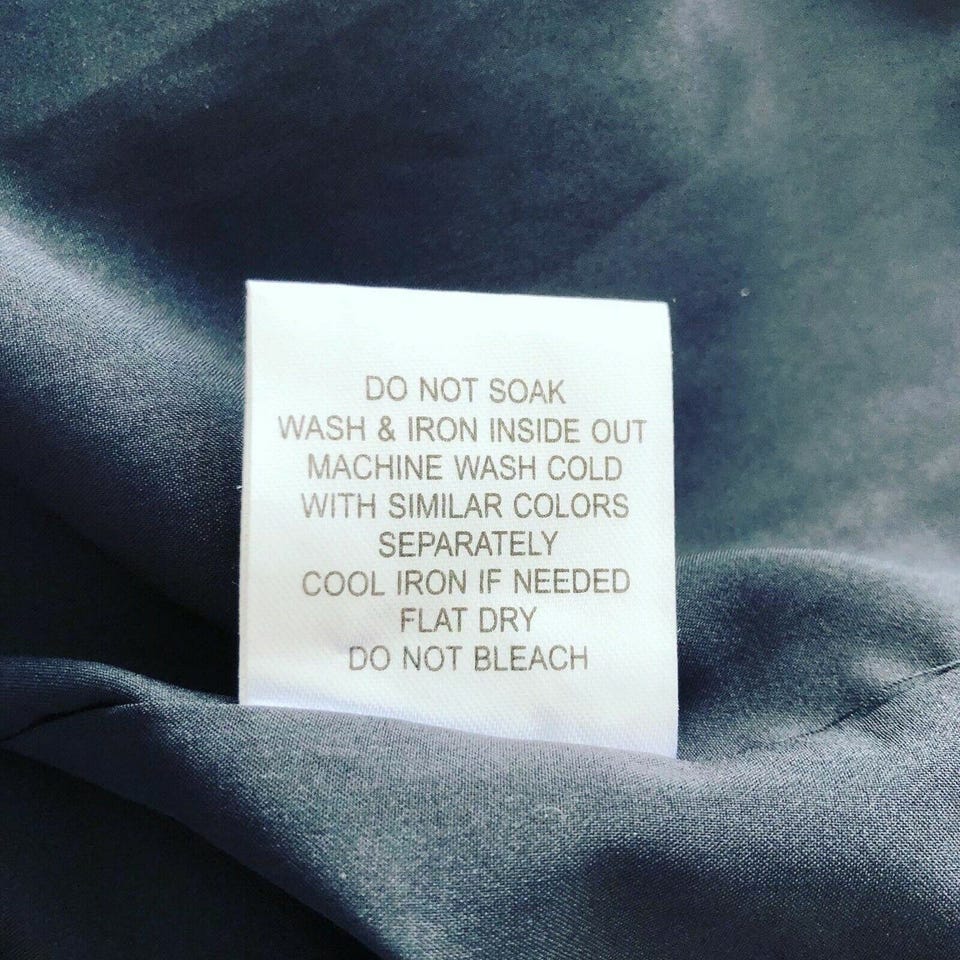 DO NOT SOAK
WASH & IRON INSIDE OUT
MACHINE WASH COLD
WITH SIMILAR COLORS
SEPARATELY
COOL IRON IF NEEDED
FLAT DRY
DO NOT BLEACH